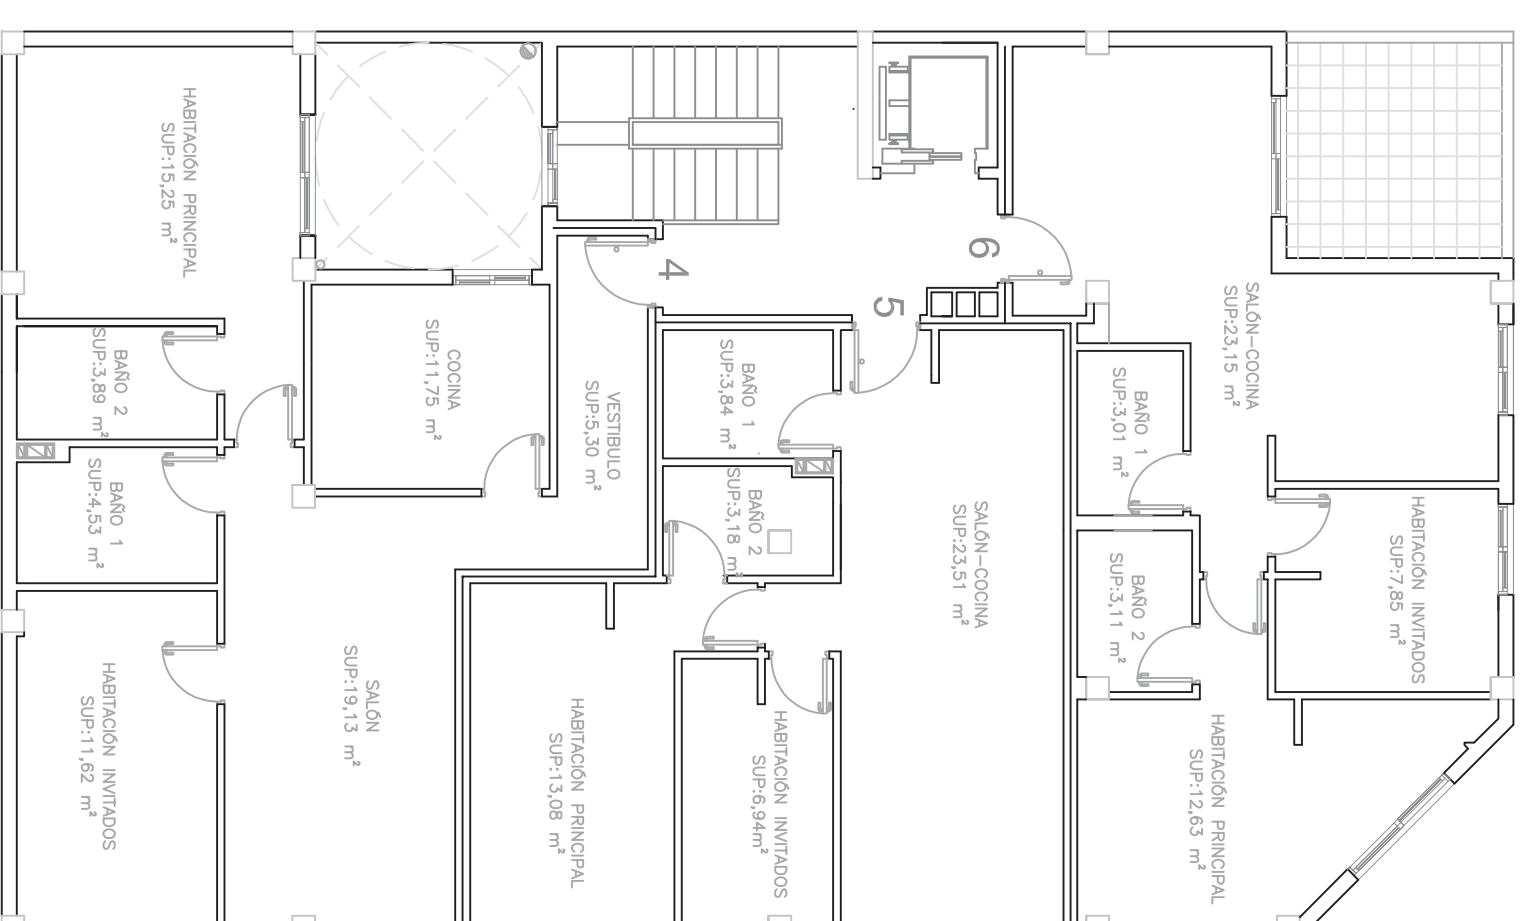 HABITACIÓN PRINCIPAL
SUP:15,25 m²
BAÑO 2
SUP:3,89 m²
BAÑO 1
SUP:4,53 m²
HABITACIÓN INVITADOS
SUP:11,62 m²
COCINA
SUP:11,75 m²
VESTIBULO
SUP:5,30 m²
SALÓN
SUP:19,13 m²
4
5
6
BAÑO 1
SUP:3,84 m²
BAÑO 2
SUP:3,18 m²
HABITACIÓN PRINCIPAL
SUP:13,08 m²
HABITACIÓN INVITADOS
SUP:6,94m²
SALÓN-COCINA
SUP:23,51 m²
SALÓN-COCINA
SUP:23,15 m²
BAÑO 1
SUP:3,01 m²
BAÑO 2
SUP:3,11 m²
HABITACIÓN INVITADOS
SUP:7,85 m²
HABITACIÓN PRINCIPAL
SUP:12,63 m²